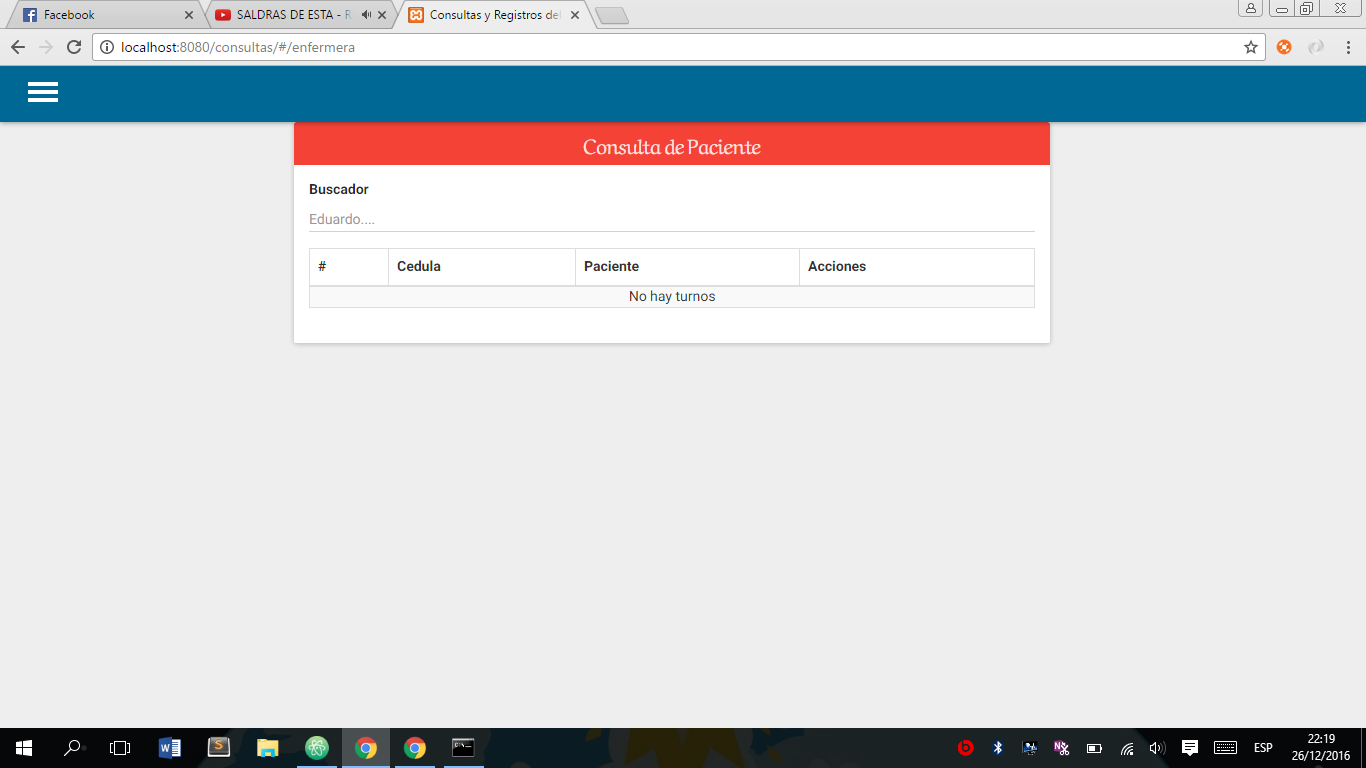 Facebook
SALDRAS DE ESTA - R
Consultas y Registros del
localhost:8080/consultas/#/enfermera
Consulta de Paciente
Buscador
Eduardo....
# Cedula Paciente Acciones
No hay turnos
ESP
22:19
26/12/2016